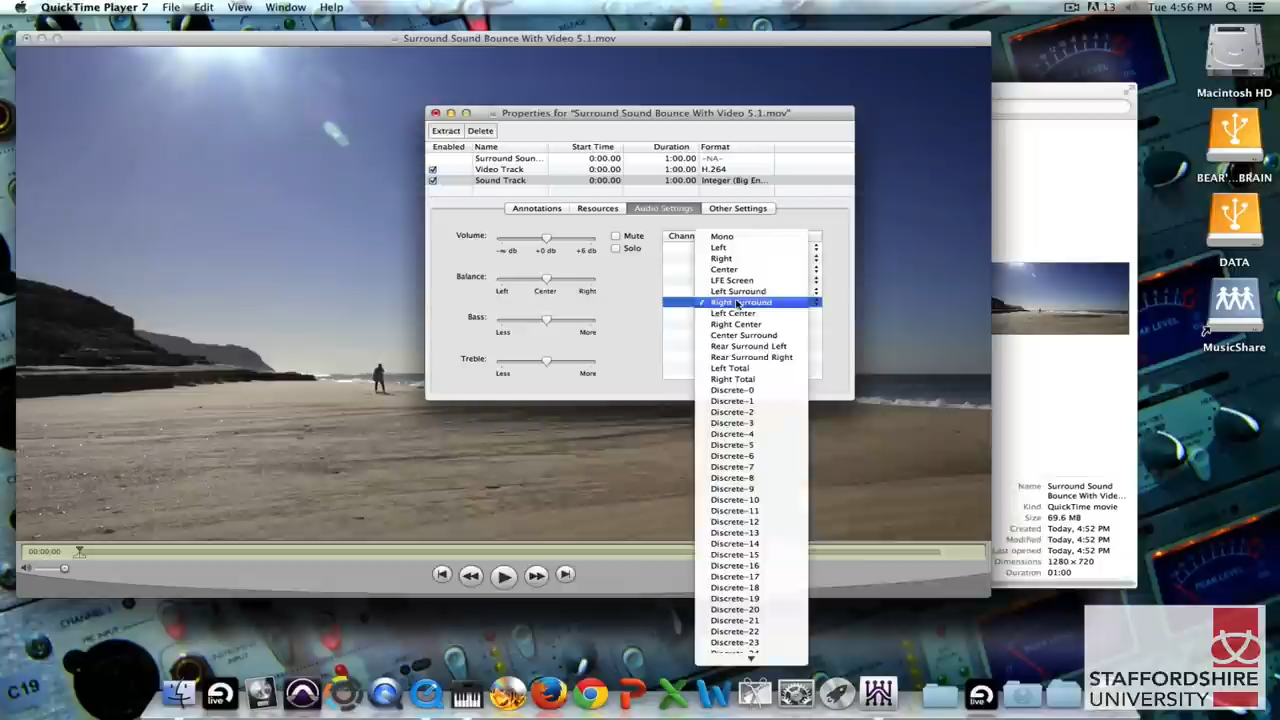 QuickTime Player 7 File Edit View Window Help
13 Tue 4:56 PM
Surround Sound Bounce With Video 5.1.mov
Macintosh HD
BEAR'...BRAIN
DATA
MusicShare
Properties for "Surround Sound Bounce With Video 5.1.mov"
Extract Delete
Enabled Name Start Time Duration Format
Surround Soun... 0:00.00 1:00.00 -NA-
Video Track 0:00.00 1:00.00 H.264
Sound Track 0:00.00 1:00.00 Integer (Big En...
Annotations Resources Audio Settings Other Settings
Volume:
-∞ db +0 db +6 db
Mute
Solo
Balance:
Left Center Right
Bass:
Less More
Treble:
Less More
Chann
Mono
Left
Right
Center
LFE Screen
Left Surround
Right Surround
Left Center
Right Center
Center Surround
Rear Surround Left
Rear Surround Right
Left Total
Right Total
Discrete-0
Discrete-1
Discrete-2
Discrete-3
Discrete-4
Discrete-5
Discrete-6
Discrete-7
Discrete-8
Discrete-9
Discrete-10
Discrete-11
Discrete-12
Discrete-13
Discrete-14
Discrete-15
Discrete-16
Discrete-17
Discrete-18
Discrete-19
Discrete-20
Discrete-21
Discrete-22
Discrete-23
00:00:00
Name Surround Sound
Bounce With Vide...
Kind QuickTime movie
Size 69.6 MB
Created Today, 4:52 PM
Modified Today, 4:52 PM
Last opened Today, 4:52 PM
Dimensions 1280 × 720
Duration 01:00
C19
live
live
STAFFORDSHIRE
UNIVERSITY